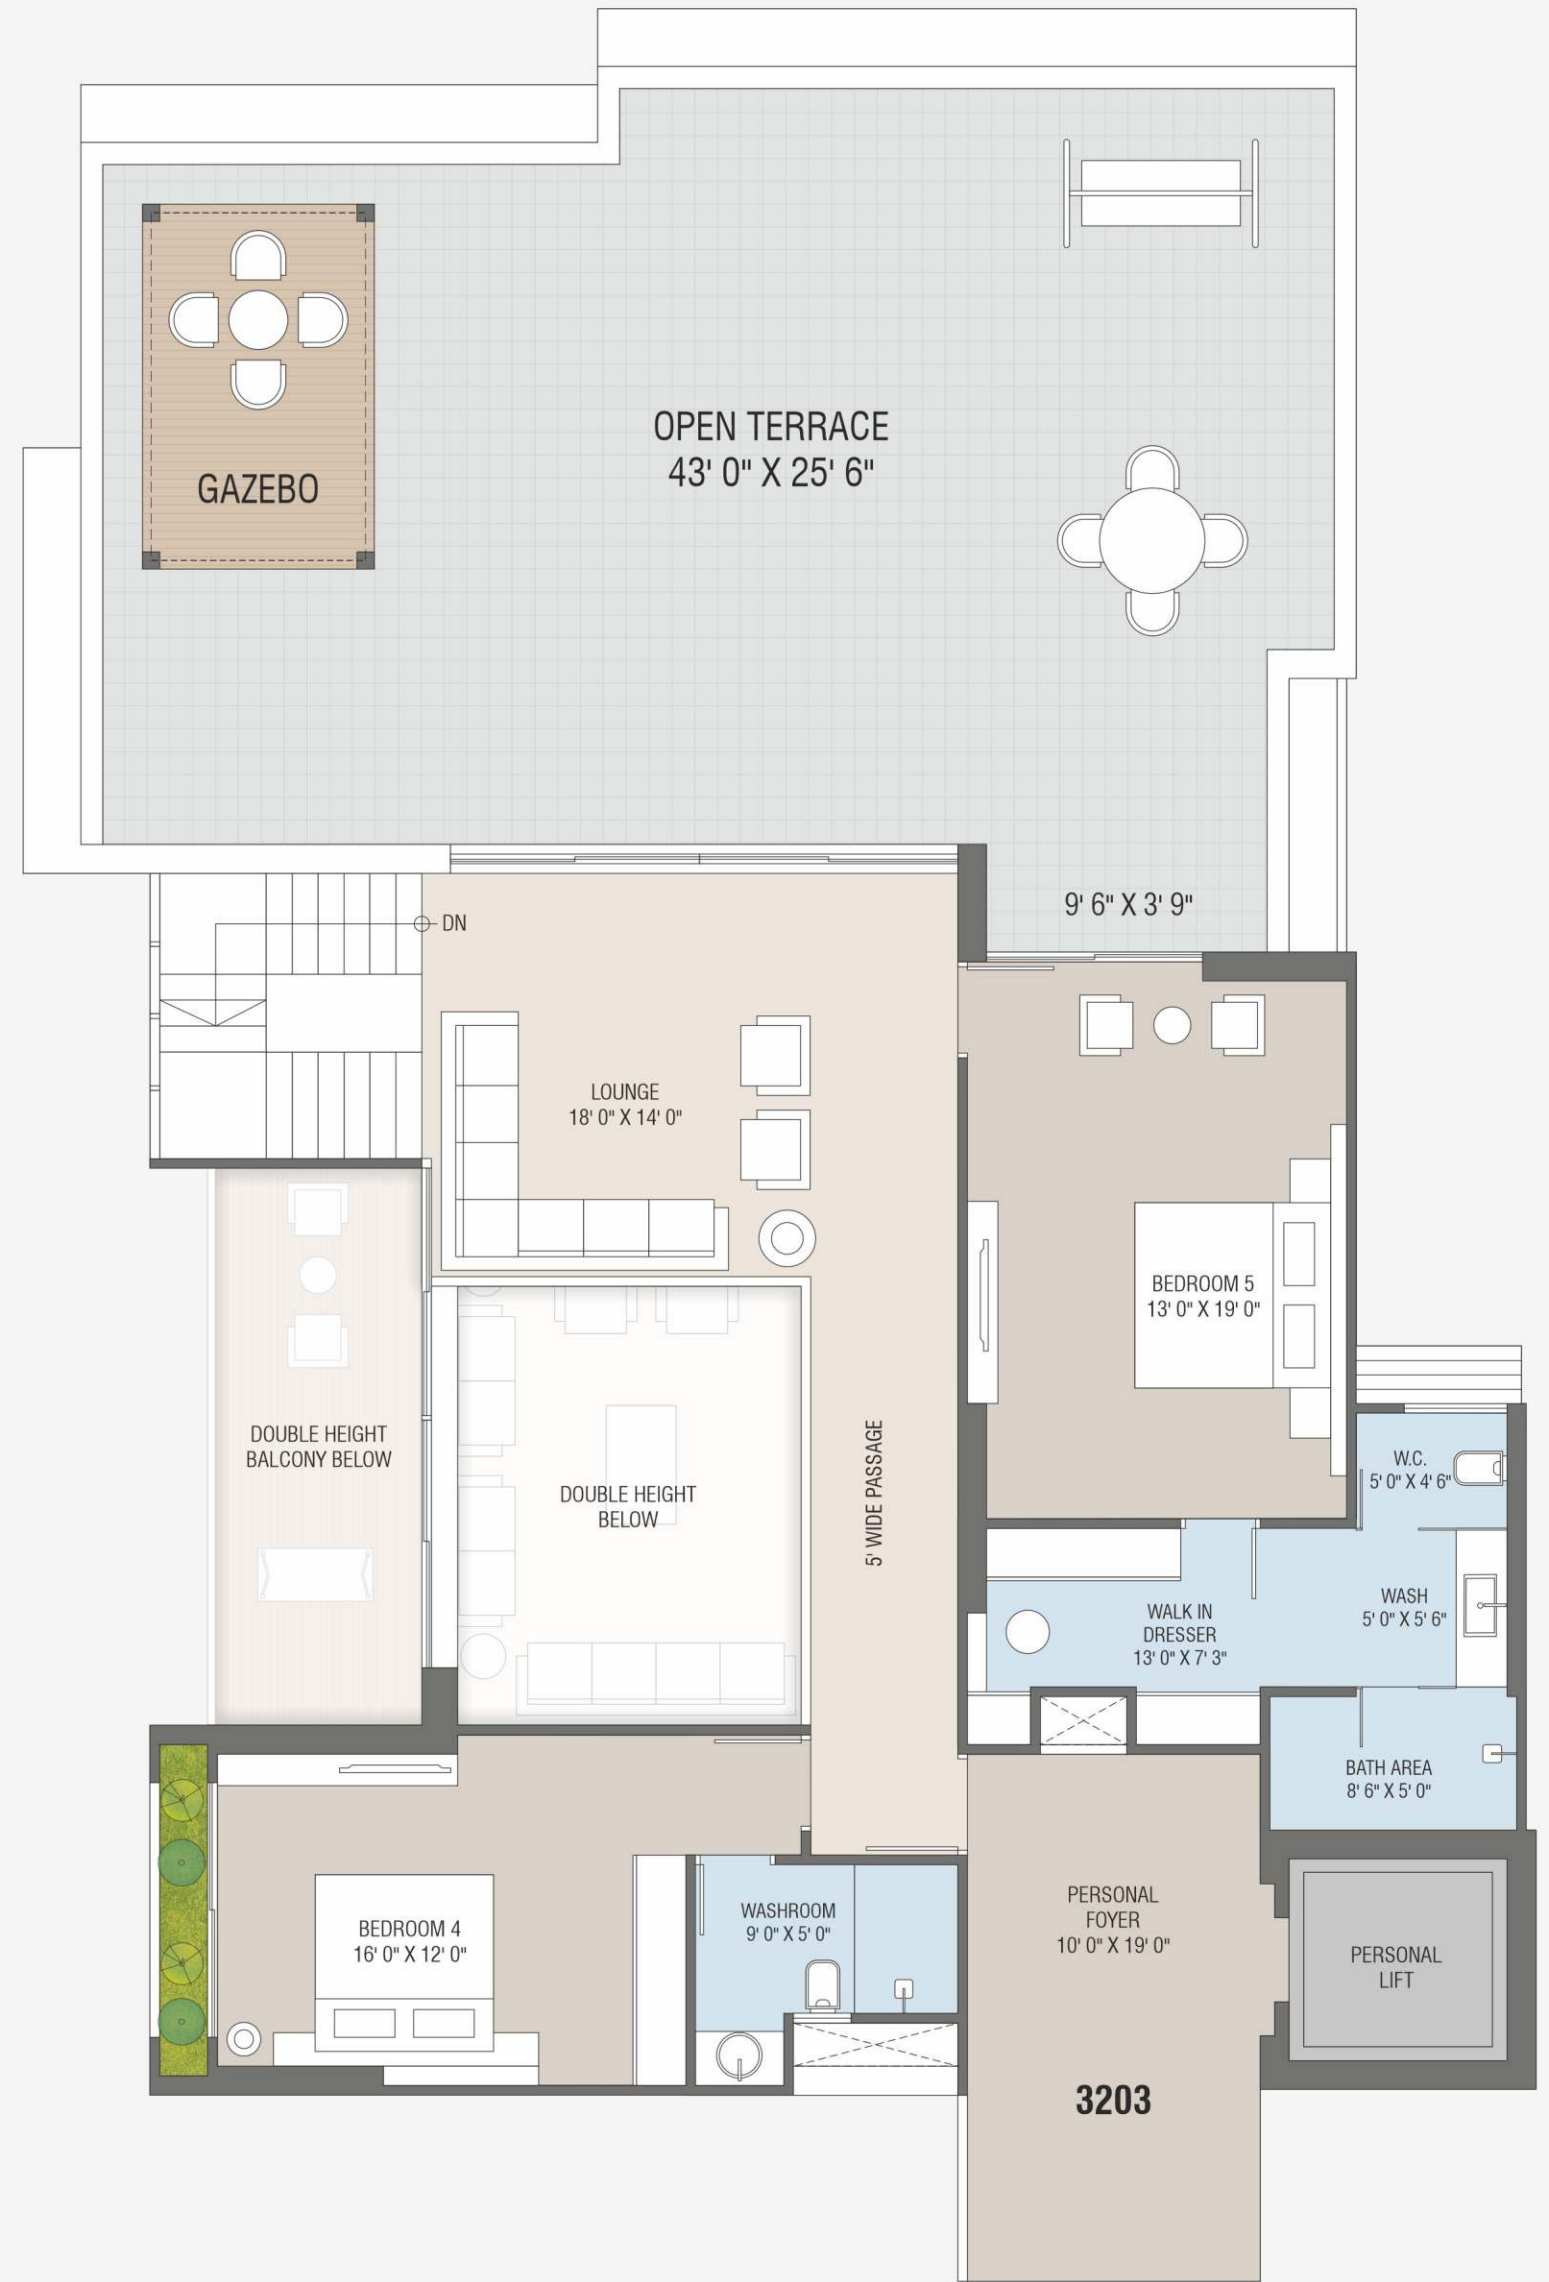 OPEN TERRACE
43' 0" X 25' 6"
GAZEBO
9' 6" X 3' 9"
DN
LOUNGE
18' 0" X 14' 0"
BEDROOM 5
13' 0" X 19' 0"
DOUBLE HEIGHT
BALCONY BELOW
DOUBLE HEIGHT
BELOW
5' WIDE PASSAGE
W.C.
5' 0" X 4' 6"
WALK IN
DRESSER
13' 0" X 7' 3"
WASH
5' 0" X 5' 6"
BATH AREA
8' 6" X 5' 0"
BEDROOM 4
16' 0" X 12' 0"
WASHROOM
9' 0" X 5' 0"
PERSONAL
FOYER
10' 0" X 19' 0"
PERSONAL
LIFT
3203